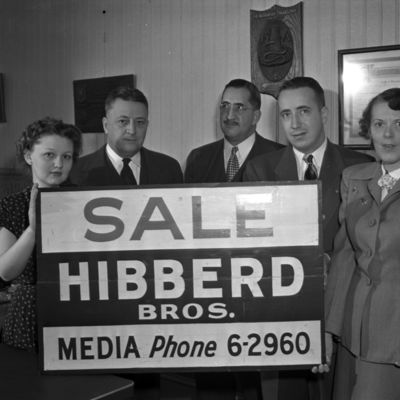 SALE
HIBBERD
BROS.
MEDIA Phone 6-2960